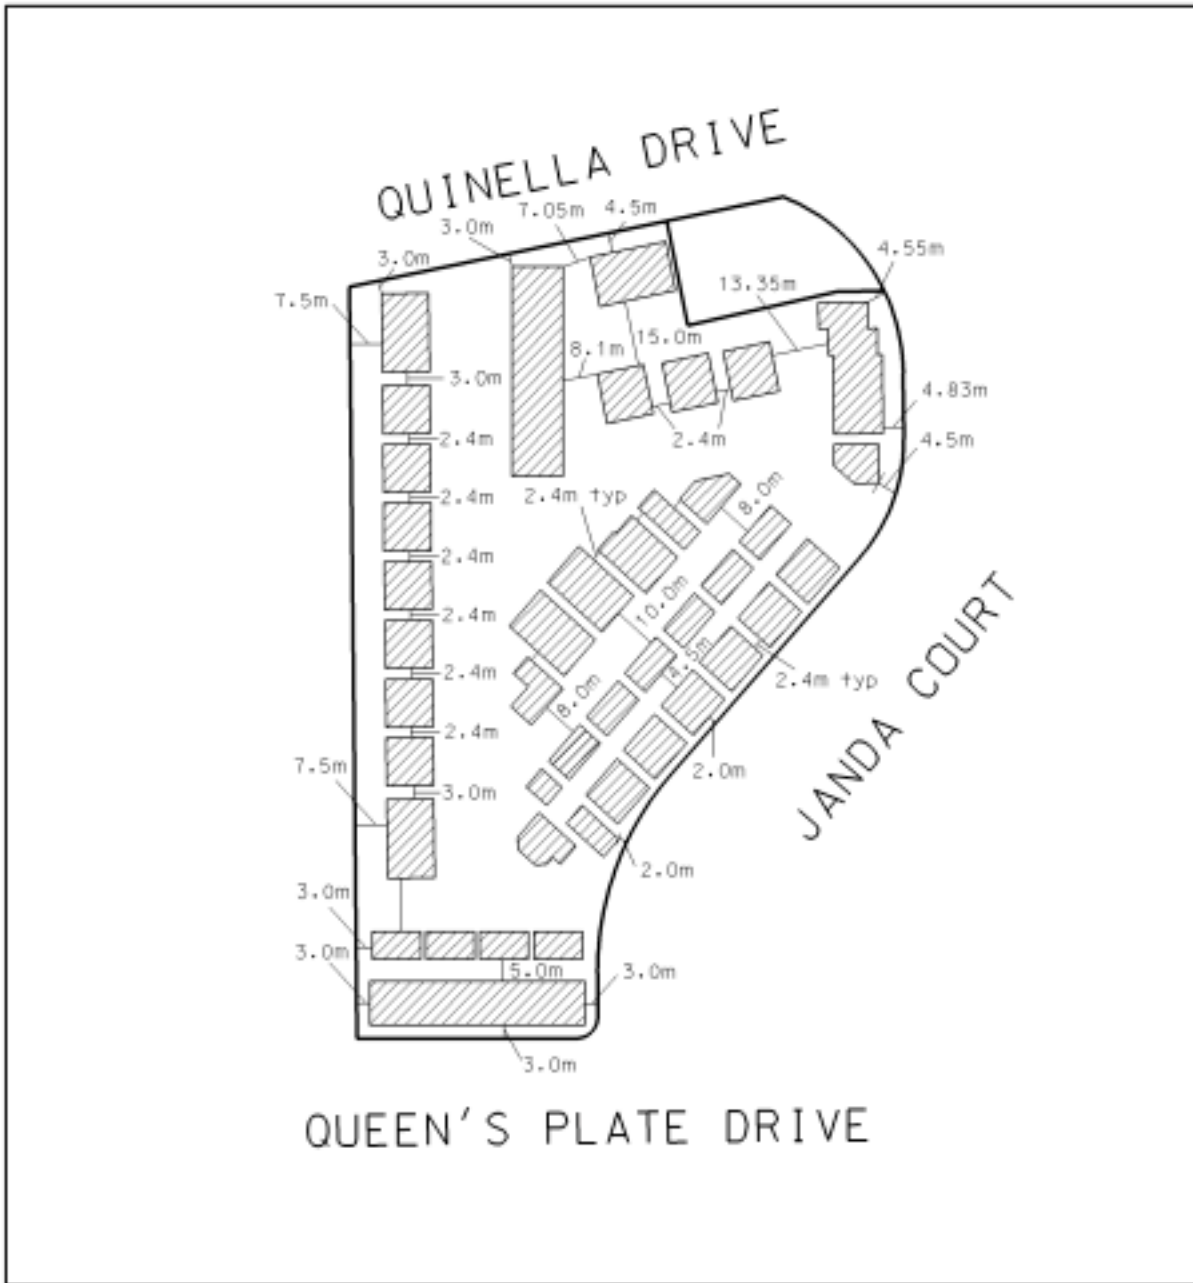 QUINELLA DRIVE
7.05m
4.5m
3.0m
3.0m
4.55m
7.5m
13.35m
15.0m
8.1m
3.0m
4.83m
2.4m
2.4m
4.5m
2.4m
2.4m typ
8.0m
2.4m
10.0m
2.4m
4.5m
2.4m
2.4m typ
8.0m
2.4m
7.5m
2.0m
3.0m
JANDA COURT
2.0m
3.0m
3.0m
5.0m
3.0m
3.0m
QUEEN'S PLATE DRIVE